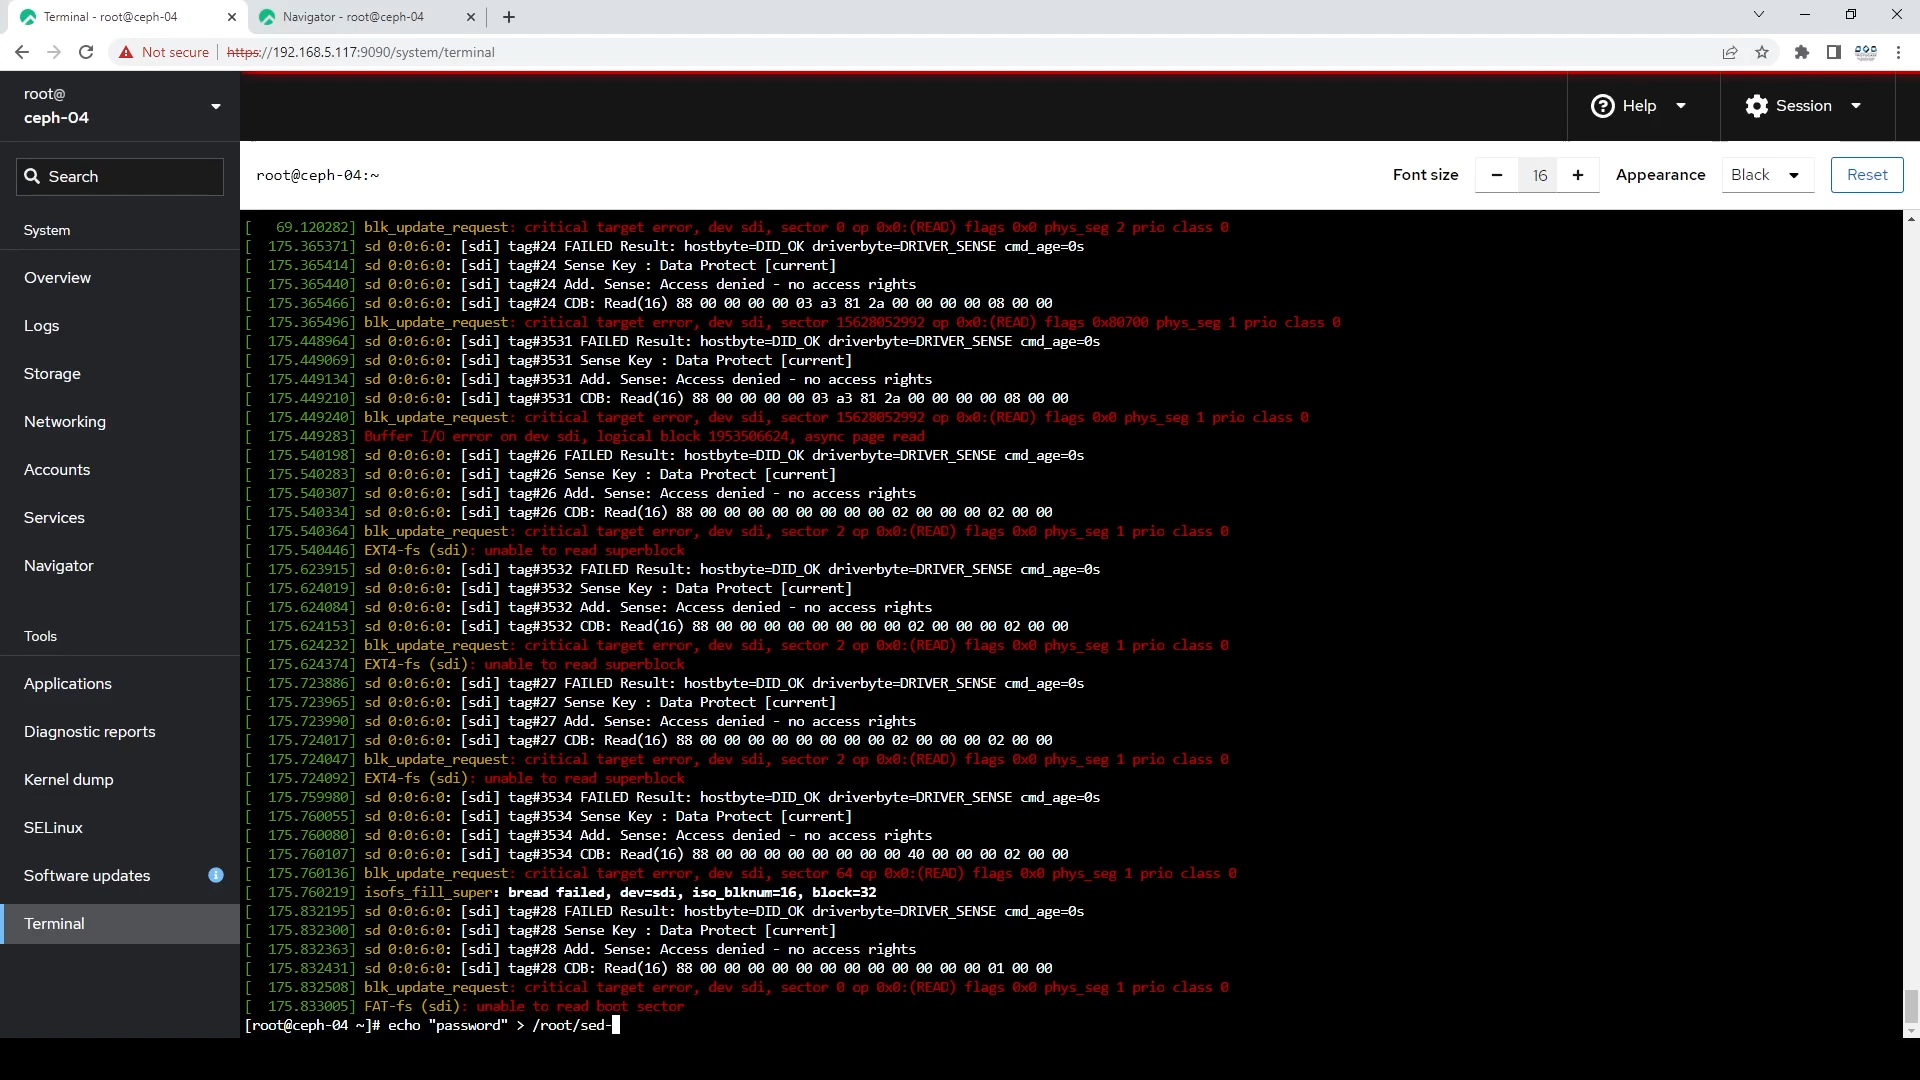 Terminal - root@ceph-04
Navigator - root@ceph-04
Not secure
https://192.168.5.117:9090/system/terminal
root@
ceph-04
Help
Session
Search
root@ceph-04:~
Font size
16
Appearance
Black
Reset
System
Overview
Logs
Storage
Networking
Accounts
Services
Navigator
Tools
Applications
Diagnostic reports
Kernel dump
SELinux
Software updates
Terminal
[   69.120282] blk_update_request: critical target error, dev sdi, sector 0 op 0x0:(READ) flags 0x0 phys_seg 2 prio class 0
[  175.365371] sd 0:0:6:0: [sdi] tag#24 FAILED Result: hostbyte=DID_OK driverbyte=DRIVER_SENSE cmd_age=0s
[  175.365414] sd 0:0:6:0: [sdi] tag#24 Sense Key : Data Protect [current]
[  175.365440] sd 0:0:6:0: [sdi] tag#24 Add. Sense: Access denied - no access rights
[  175.365466] sd 0:0:6:0: [sdi] tag#24 CDB: Read(16) 88 00 00 00 00 03 a3 81 2a 00 00 00 00 08 00 00
[  175.365496] blk_update_request: critical target error, dev sdi, sector 15628052992 op 0x0:(READ) flags 0x80700 phys_seg 1 prio class 0
[  175.448964] sd 0:0:6:0: [sdi] tag#3531 FAILED Result: hostbyte=DID_OK driverbyte=DRIVER_SENSE cmd_age=0s
[  175.449069] sd 0:0:6:0: [sdi] tag#3531 Sense Key : Data Protect [current]
[  175.449134] sd 0:0:6:0: [sdi] tag#3531 Add. Sense: Access denied - no access rights
[  175.449210] sd 0:0:6:0: [sdi] tag#3531 CDB: Read(16) 88 00 00 00 00 03 a3 81 2a 00 00 00 00 08 00 00
[  175.449240] blk_update_request: critical target error, dev sdi, sector 15628052992 op 0x0:(READ) flags 0x0 phys_seg 1 prio class 0
[  175.449283] Buffer I/O error on dev sdi, logical block 1953506624, async page read
[  175.540198] sd 0:0:6:0: [sdi] tag#26 FAILED Result: hostbyte=DID_OK driverbyte=DRIVER_SENSE cmd_age=0s
[  175.540283] sd 0:0:6:0: [sdi] tag#26 Sense Key : Data Protect [current]
[  175.540307] sd 0:0:6:0: [sdi] tag#26 Add. Sense: Access denied - no access rights
[  175.540334] sd 0:0:6:0: [sdi] tag#26 CDB: Read(16) 88 00 00 00 00 00 00 00 00 02 00 00 00 02 00 00
[  175.540364] blk_update_request: critical target error, dev sdi, sector 2 op 0x0:(READ) flags 0x0 phys_seg 1 prio class 0
[  175.540446] EXT4-fs (sdi): unable to read superblock
[  175.623915] sd 0:0:6:0: [sdi] tag#3532 FAILED Result: hostbyte=DID_OK driverbyte=DRIVER_SENSE cmd_age=0s
[  175.624019] sd 0:0:6:0: [sdi] tag#3532 Sense Key : Data Protect [current]
[  175.624084] sd 0:0:6:0: [sdi] tag#3532 Add. Sense: Access denied - no access rights
[  175.624153] sd 0:0:6:0: [sdi] tag#3532 CDB: Read(16) 88 00 00 00 00 00 00 00 00 02 00 00 00 02 00 00
[  175.624232] blk_update_request: critical target error, dev sdi, sector 2 op 0x0:(READ) flags 0x0 phys_seg 1 prio class 0
[  175.624374] EXT4-fs (sdi): unable to read superblock
[  175.723886] sd 0:0:6:0: [sdi] tag#27 FAILED Result: hostbyte=DID_OK driverbyte=DRIVER_SENSE cmd_age=0s
[  175.723965] sd 0:0:6:0: [sdi] tag#27 Sense Key : Data Protect [current]
[  175.723990] sd 0:0:6:0: [sdi] tag#27 Add. Sense: Access denied - no access rights
[  175.724017] sd 0:0:6:0: [sdi] tag#27 CDB: Read(16) 88 00 00 00 00 00 00 00 00 02 00 00 00 02 00 00
[  175.724047] blk_update_request: critical target error, dev sdi, sector 2 op 0x0:(READ) flags 0x0 phys_seg 1 prio class 0
[  175.724092] EXT4-fs (sdi): unable to read superblock
[  175.759980] sd 0:0:6:0: [sdi] tag#3534 FAILED Result: hostbyte=DID_OK driverbyte=DRIVER_SENSE cmd_age=0s
[  175.760055] sd 0:0:6:0: [sdi] tag#3534 Sense Key : Data Protect [current]
[  175.760080] sd 0:0:6:0: [sdi] tag#3534 Add. Sense: Access denied - no access rights
[  175.760107] sd 0:0:6:0: [sdi] tag#3534 CDB: Read(16) 88 00 00 00 00 00 00 00 00 40 00 00 00 02 00 00
[  175.760136] blk_update_request: critical target error, dev sdi, sector 64 op 0x0:(READ) flags 0x0 phys_seg 1 prio class 0
[  175.760219] isofs_fill_super: bread failed, dev=sdi, iso_blknum=16, block=32
[  175.832195] sd 0:0:6:0: [sdi] tag#28 FAILED Result: hostbyte=DID_OK driverbyte=DRIVER_SENSE cmd_age=0s
[  175.832300] sd 0:0:6:0: [sdi] tag#28 Sense Key : Data Protect [current]
[  175.832363] sd 0:0:6:0: [sdi] tag#28 Add. Sense: Access denied - no access rights
[  175.832431] sd 0:0:6:0: [sdi] tag#28 CDB: Read(16) 88 00 00 00 00 00 00 00 00 00 00 00 00 01 00 00
[  175.832508] blk_update_request: critical target error, dev sdi, sector 0 op 0x0:(READ) flags 0x0 phys_seg 1 prio class 0
[  175.833005] FAT-fs (sdi): unable to read boot sector
[root@ceph-04 ~]# echo "password" > /root/sed-